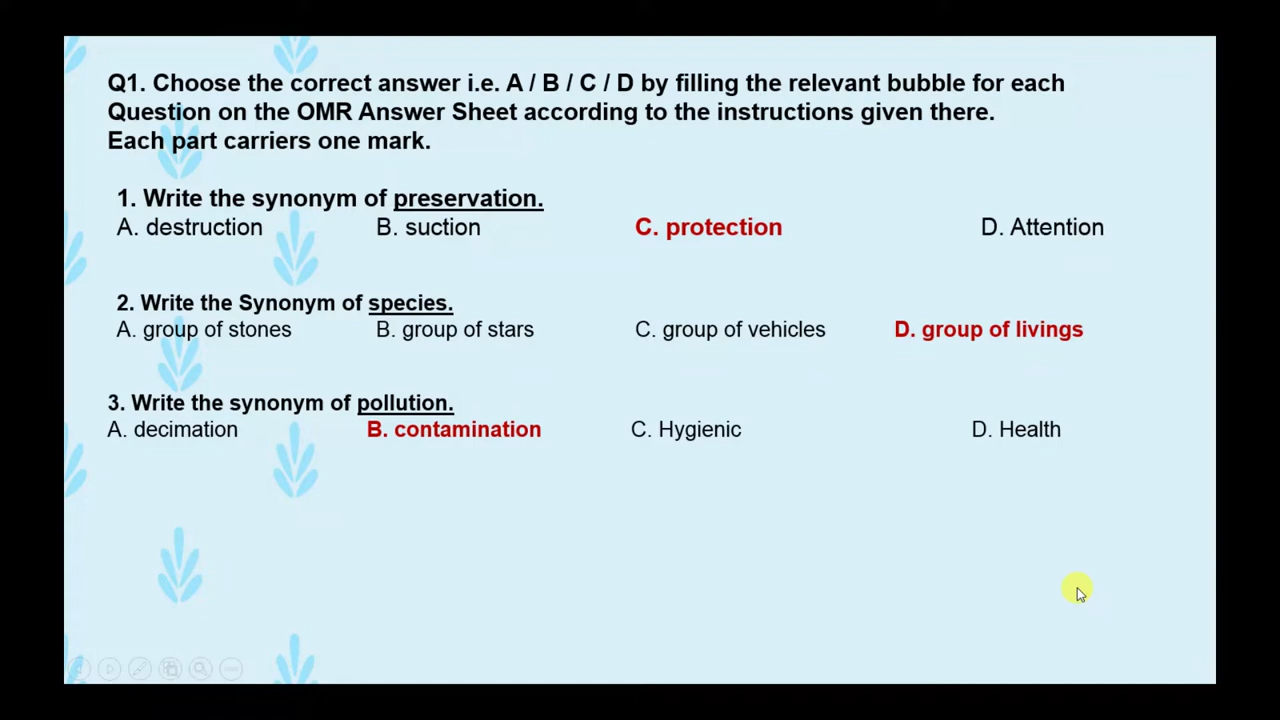 Q1. Choose the correct answer i.e. A / B / C / D by filling the relevant bubble for each
Question on the OMR Answer Sheet according to the instructions given there.
Each part carriers one mark.
1. Write the synonym of preservation.
A. destruction B. suction C. protection D. Attention
2. Write the Synonym of species.
A. group of stones B. group of stars C. group of vehicles D. group of livings
3. Write the synonym of pollution.
A. decimation B. contamination C. Hygienic D. Health